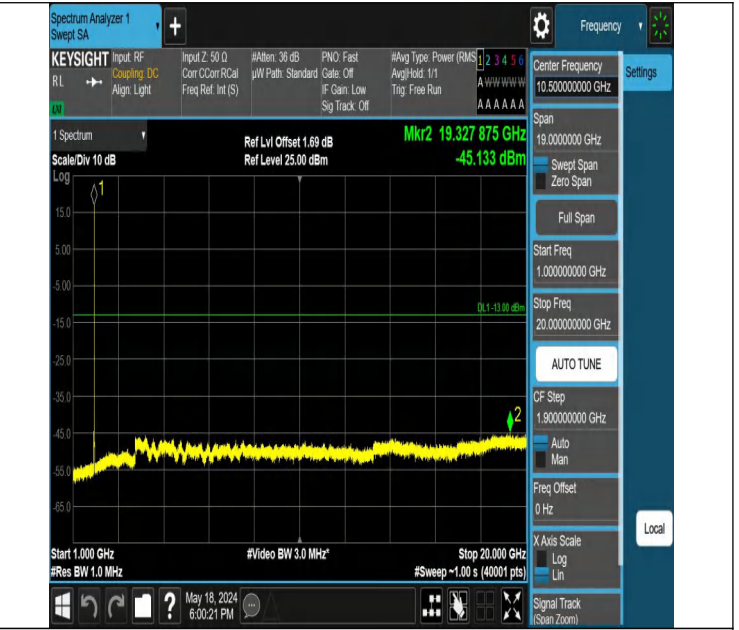 Spectrum Analyzer 1
Swept SA
+
Frequency
KEYSIGHT
RL
Input: RF
Coupling: DC
Align: Light
Input Z: 50 Ω
Corr CCorr RCal
Freq Ref: Int (S)
#Atten: 36 dB
µW Path: Standard
PNO: Fast
Gate: Off
IF Gain: Low
Sig Track: Off
#Avg Type: Power (RMS
Avg|Hold: 1/1
Trig: Free Run
1 2 3 4 5 6
A W W W W W
A A A A A A
1 Spectrum
Scale/Div 10 dB
Log
Ref Lvl Offset 1.69 dB
Ref Level 25.00 dBm
Mkr2 19.327 875 GHz
-45.133 dBm
1
15.0
5.00
-5.00
-15.0
-25.0
-35.0
-45.0
-55.0
-65.0
DL1 -13.00 dBm
2
Start 1.000 GHz
#Res BW 1.0 MHz
#Video BW 3.0 MHz*
Stop 20.000 GHz
#Sweep ~1.00 s (40001 pts)
Center Frequency
10.500000000 GHz
Settings
Span
19.0000000 GHz
Swept Span
Zero Span
Full Span
Start Freq
1.000000000 GHz
Stop Freq
20.000000000 GHz
AUTO TUNE
CF Step
1.900000000 GHz
Auto
Man
Freq Offset
0 Hz
X Axis Scale
Log
Lin
Local
Signal Track
(Span Zoom)
?
May 18, 2024
6:00:21 PM